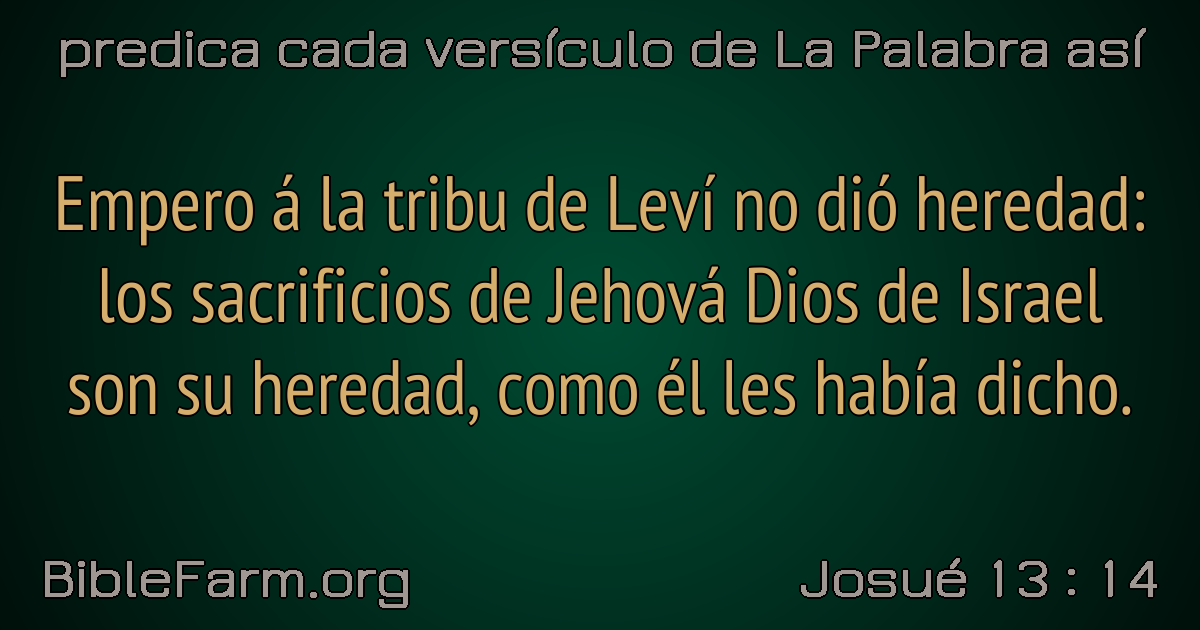 predica cada versículo de La Palabra así
Empero á la tribu de Leví no dió heredad:
los sacrificios de Jehová Dios de Israel
son su heredad, como él les había dicho.
BibleFarm.org
Josué 13 : 14